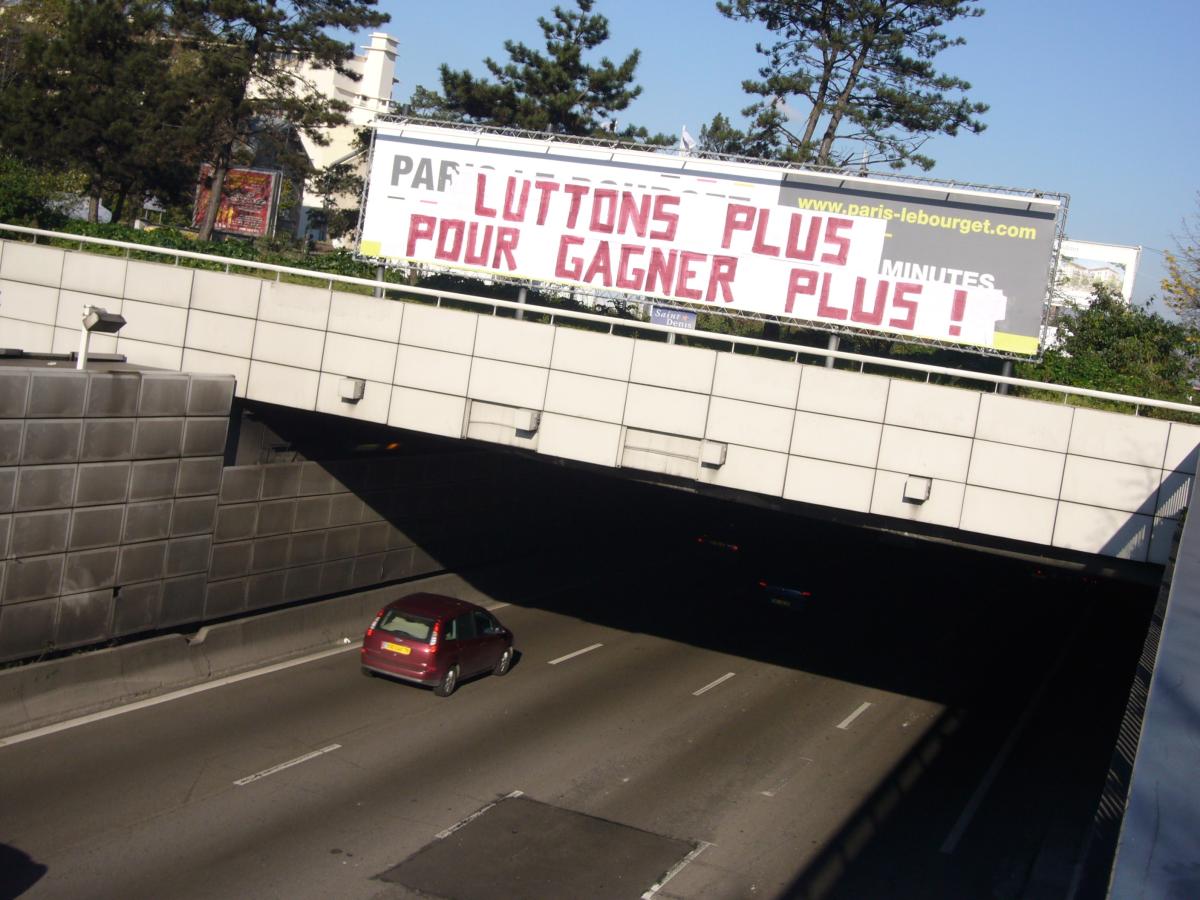 PAR
www.paris-lebourget.com
LUTTONS PLUS
MINUTES
POUR GAGNER PLUS !
Saint
Denis